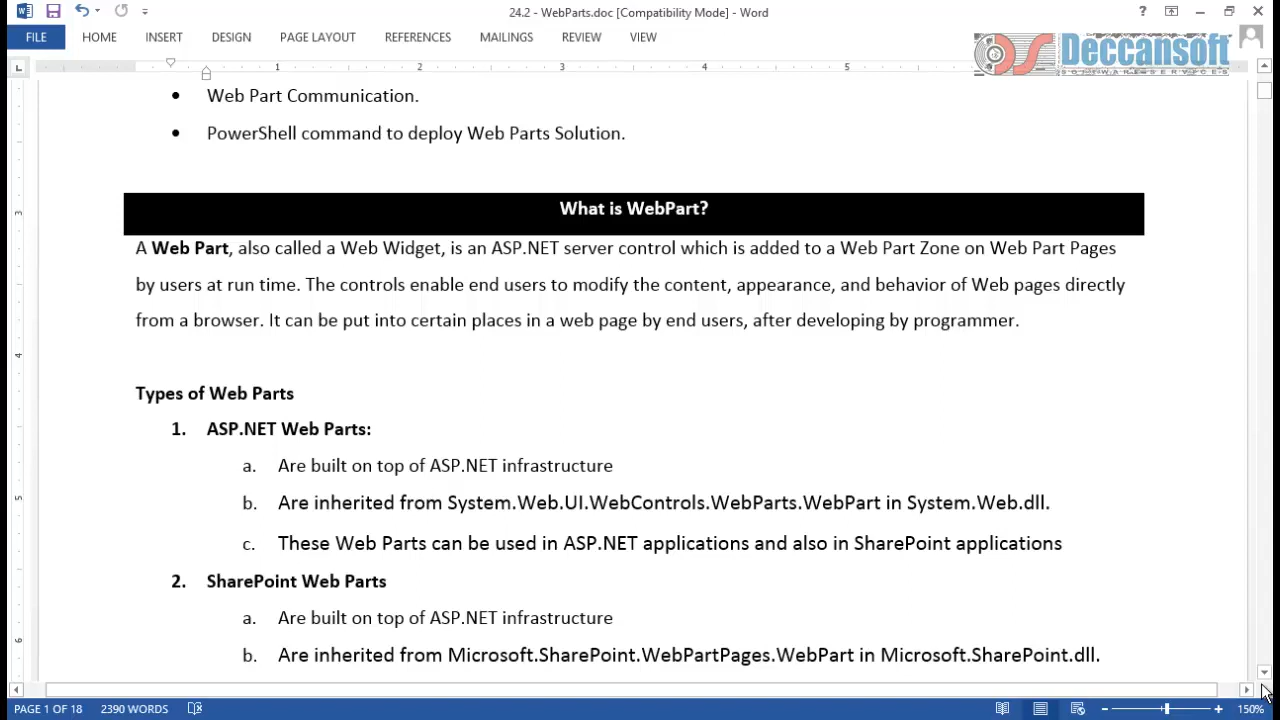 24.2 - WebParts.doc [Compatibility Mode] - Word
FILE HOME INSERT DESIGN PAGE LAYOUT REFERENCES MAILINGS REVIEW VIEW
Deccansoft
SOFTWARE SERVICES
1 2 3 4 5
• Web Part Communication.
• PowerShell command to deploy Web Parts Solution.
What is WebPart?
A Web Part, also called a Web Widget, is an ASP.NET server control which is added to a Web Part Zone on Web Part Pages
by users at run time. The controls enable end users to modify the content, appearance, and behavior of Web pages directly
from a browser. It can be put into certain places in a web page by end users, after developing by programmer.
Types of Web Parts
1. ASP.NET Web Parts:
a. Are built on top of ASP.NET infrastructure
b. Are inherited from System.Web.UI.WebControls.WebParts.WebPart in System.Web.dll.
c. These Web Parts can be used in ASP.NET applications and also in SharePoint applications
2. SharePoint Web Parts
a. Are built on top of ASP.NET infrastructure
b. Are inherited from Microsoft.SharePoint.WebPartPages.WebPart in Microsoft.SharePoint.dll.
PAGE 1 OF 18 2390 WORDS 150%